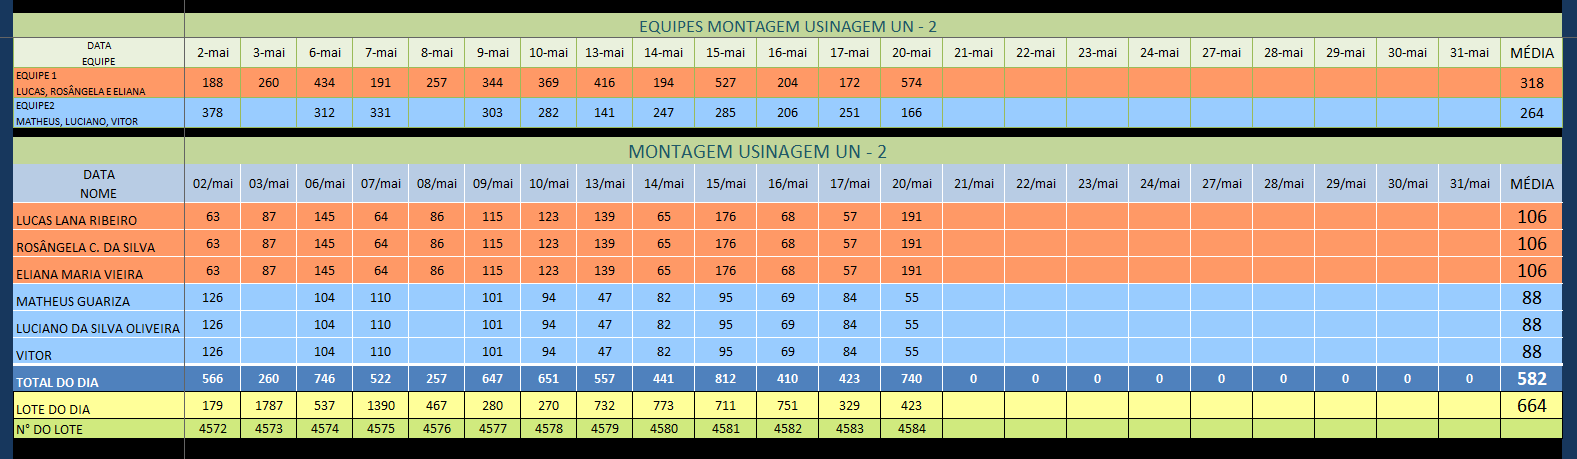 EQUIPES MONTAGEM USINAGEM UN - 2
DATA
EQUIPE 2-mai 3-mai 6-mai 7-mai 8-mai 9-mai 10-mai 13-mai 14-mai 15-mai 16-mai 17-mai 20-mai 21-mai 22-mai 23-mai 24-mai 27-mai 28-mai 29-mai 30-mai 31-mai MÉDIA
EQUIPE 1
LUCAS, ROSÂNGELA E ELIANA 188 260 434 191 257 344 369 416 194 527 204 172 574 318
EQUIPE2
MATHEUS, LUCIANO, VITOR 378 312 331 303 282 141 247 285 206 251 166 264
MONTAGEM USINAGEM UN - 2
DATA
NOME 02/mai 03/mai 06/mai 07/mai 08/mai 09/mai 10/mai 13/mai 14/mai 15/mai 16/mai 17/mai 20/mai 21/mai 22/mai 23/mai 24/mai 27/mai 28/mai 29/mai 30/mai 31/mai MÉDIA
LUCAS LANA RIBEIRO 63 87 145 64 86 115 123 139 65 176 68 57 191 106
ROSÂNGELA C. DA SILVA 63 87 145 64 86 115 123 139 65 176 68 57 191 106
ELIANA MARIA VIEIRA 63 87 145 64 86 115 123 139 65 176 68 57 191 106
MATHEUS GUARIZA 126 104 110 101 94 47 82 95 69 84 55 88
LUCIANO DA SILVA OLIVEIRA 126 104 110 101 94 47 82 95 69 84 55 88
VITOR 126 104 110 101 94 47 82 95 69 84 55 88
TOTAL DO DIA 566 260 746 522 257 647 651 557 441 812 410 423 740 0 0 0 0 0 0 0 0 0 582
LOTE DO DIA 179 1787 537 1390 467 280 270 732 773 711 751 329 423 664
N° DO LOTE 4572 4573 4574 4575 4576 4577 4578 4579 4580 4581 4582 4583 4584